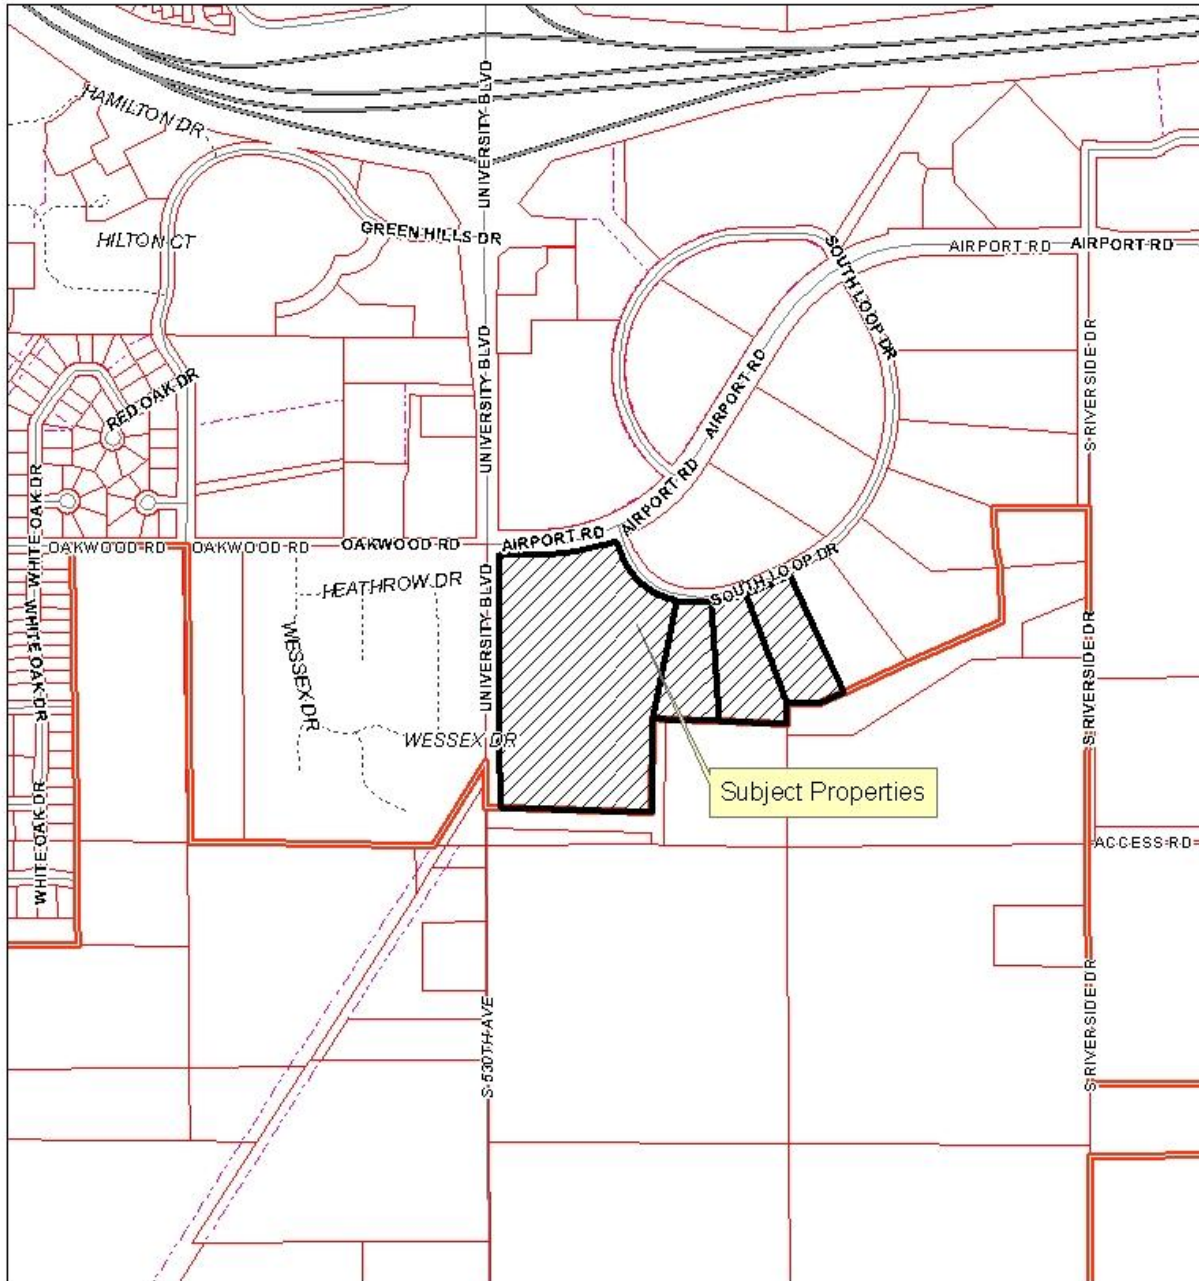 HAMILTON DR
UNIVERSITY BLVD
HILTON CT
GREEN HILLS DR
AIRPORT RD
AIRPORT RD
SOUTH LOOP DR
S RIVERSIDE DR
UNIVERSITY BLVD
AIRPORT RD
RED OAK DR
AIRPORT RD
WHITE OAK DR
OAKWOOD RD
OAKWOOD RD
OAKWOOD RD
AIRPORT RD
HEATHROW DR
SOUTH LOOP DR
UNIVERSITY BLVD
WESSEX DR
WHITE OAK DR
S RIVERSIDE DR
WESSEX DR
Subject Properties
WHITE OAK DR
ACCESS RD
S 530TH AVE
S RIVERSIDE DR